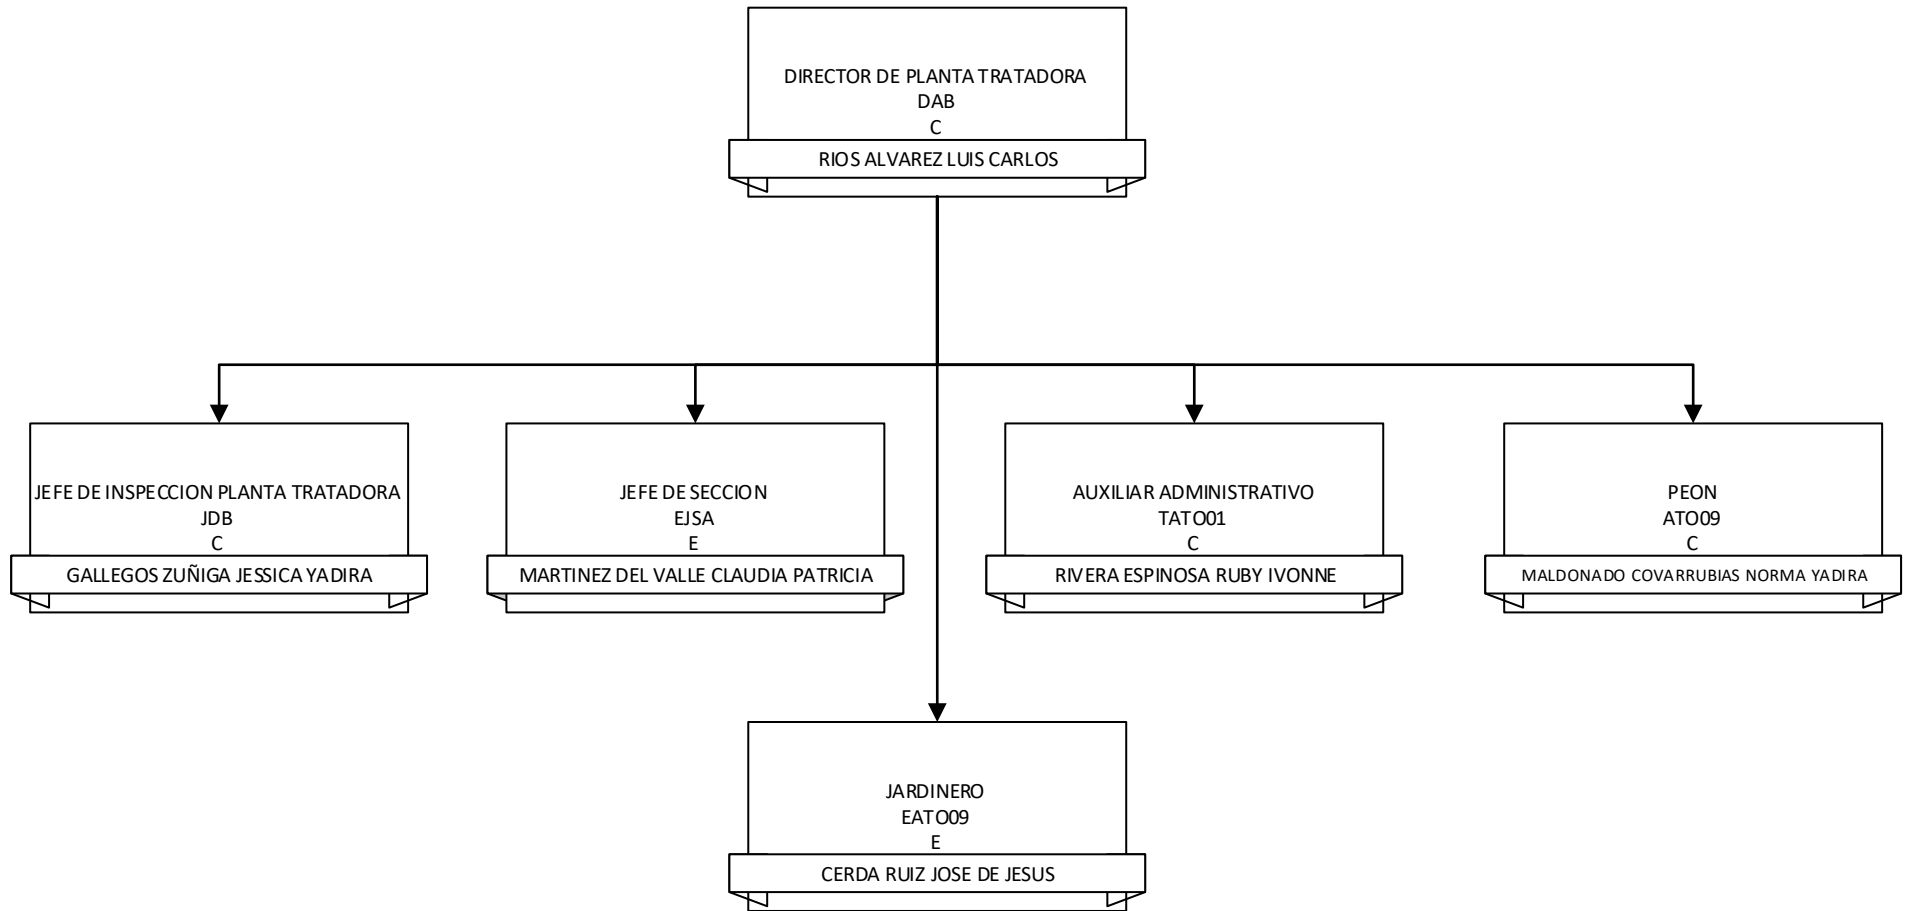 DIRECTOR DE PLANTA TRATADORA
DAB
C
RIOS ALVAREZ LUIS CARLOS
JEFE DE INSPECCION PLANTA TRATADORA
JDB
C
GALLEGOS ZUÑIGA JESSICA YADIRA
JEFE DE SECCION
EJSA
E
MARTINEZ DEL VALLE CLAUDIA PATRICIA
AUXILIAR ADMINISTRATIVO
TATO01
C
RIVERA ESPINOSA RUBY IVONNE
PEON
ATO09
C
MALDONADO COVARRUBIAS NORMA YADIRA
JARDINERO
EATO09
E
CERDA RUIZ JOSE DE JESUS